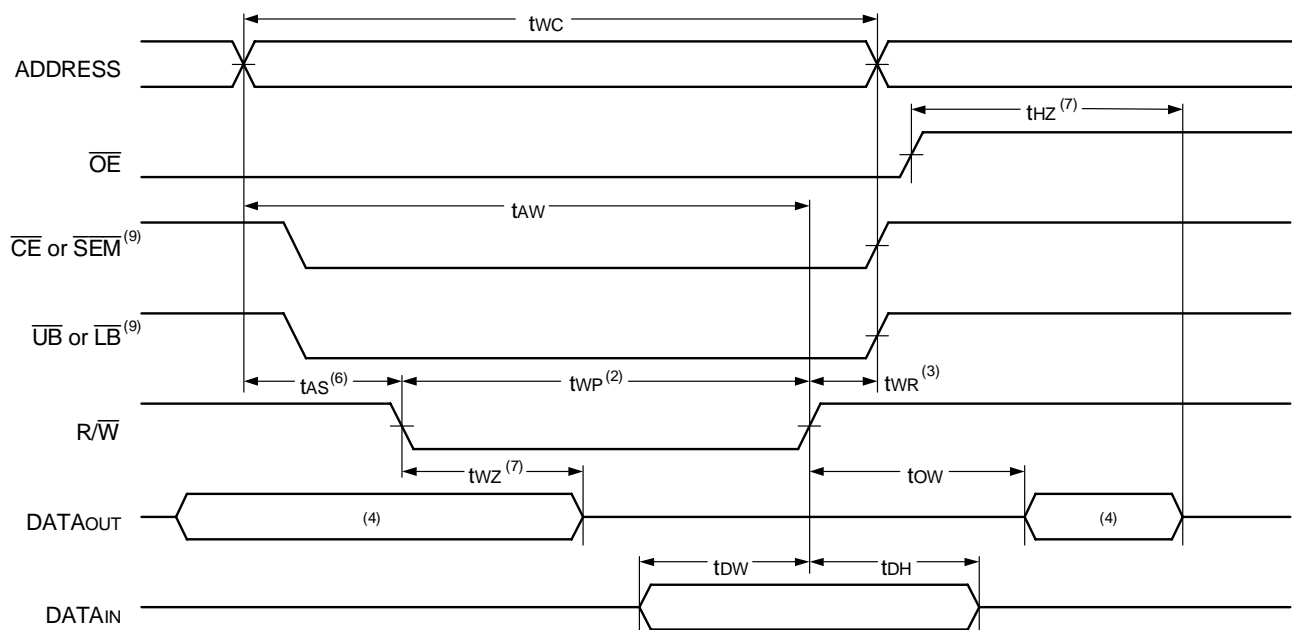 tWC
ADDRESS
tHZ (7)
OE
tAW
CE or SEM (9)
UB or LB (9)
tAS (6) tWP (2) tWR (3)
R/W
tWZ (7) tOW
DATAOUT (4) (4)
tDW tDH
DATAIN